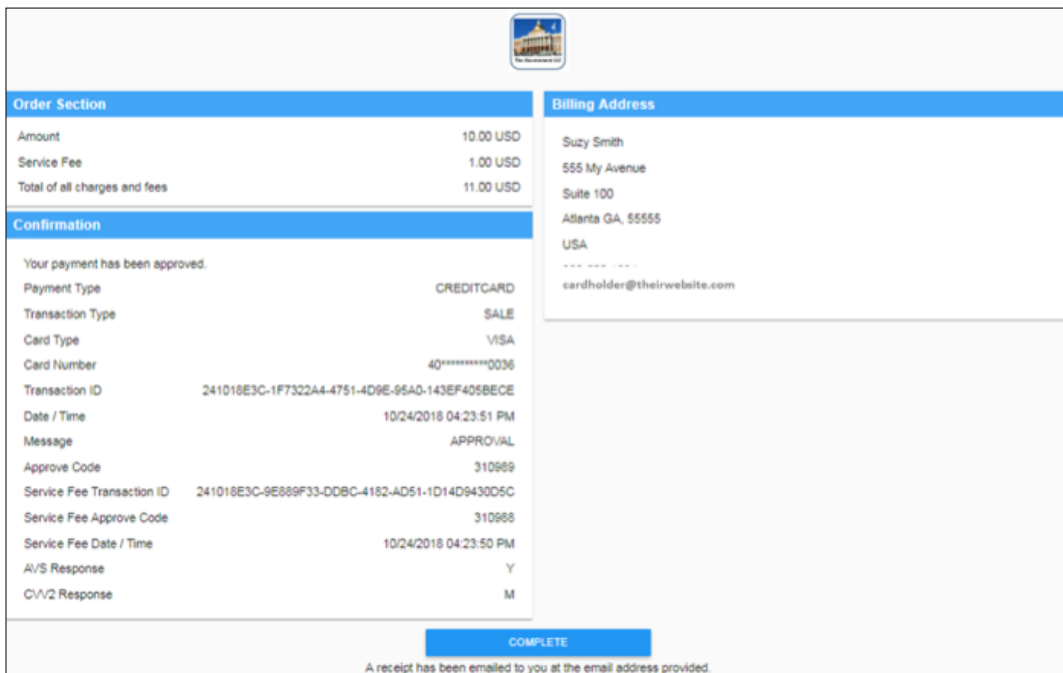 The Government LLC
Order Section
Amount 10.00 USD
Service Fee 1.00 USD
Total of all charges and fees 11.00 USD
Confirmation
Your payment has been approved.
Payment Type CREDITCARD
Transaction Type SALE
Card Type VISA
Card Number 40**********0036
Transaction ID 241018E3C-1F7322A4-4751-4D9E-95A0-143EF405BECE
Date / Time 10/24/2018 04:23:51 PM
Message APPROVAL
Approve Code 310989
Service Fee Transaction ID 241018E3C-9E889F33-DDBC-4182-AD51-1D14D9430D5C
Service Fee Approve Code 310988
Service Fee Date / Time 10/24/2018 04:23:50 PM
AVS Response Y
CVV2 Response M
Billing Address
Suzy Smith
555 My Avenue
Suite 100
Atlanta GA, 55555
USA
cardholder@theirwebsite.com
COMPLETE
A receipt has been emailed to you at the email address provided.